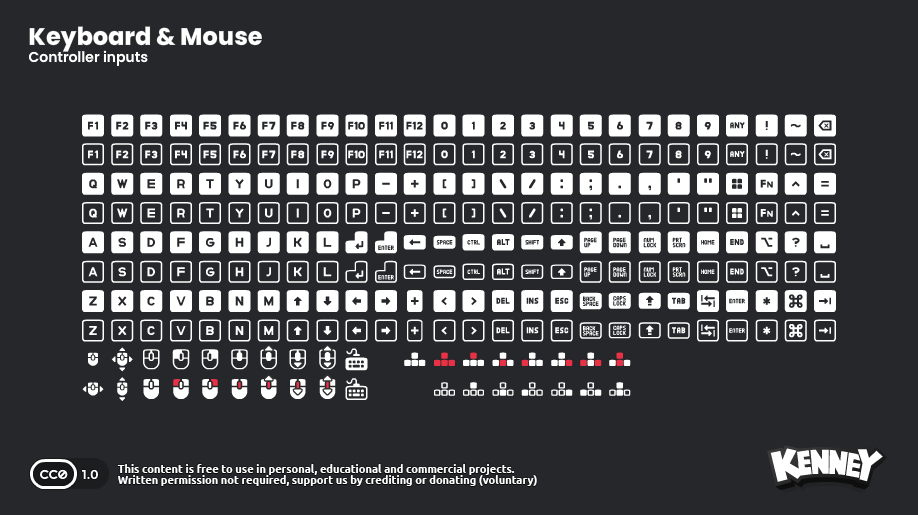 Keyboard & Mouse
Controller inputs
F1 F2 F3 F4 F5 F6 F7 F8 F9 F10 F11 F12 0 1 2 3 4 5 6 7 8 9 ANY ! ~
F1 F2 F3 F4 F5 F6 F7 F8 F9 F10 F11 F12 0 1 2 3 4 5 6 7 8 9 ANY ! ~
Q W E R T Y U I O P - + [ ] \ / : ; . , ' " FN ^ =
Q W E R T Y U I O P - + [ ] \ / : ; . , ' " FN ^ =
A S D F G H J K L ENTER ← SPACE CTRL ALT SHIFT ⬆ PAGE UP PAGE DOWN NUM LOCK PRT SCRN HOME END ⌥ ? ⎵
A S D F G H J K L ENTER ← SPACE CTRL ALT SHIFT ⬆ PAGE UP PAGE DOWN NUM LOCK PRT SCRN HOME END ⌥ ? ⎵
Z X C V B N M ↑ ↓ ← → + < > DEL INS ESC BACK SPACE CAPS LOCK ⬆ TAB ↹ ENTER * ⌘ →|
Z X C V B N M ↑ ↓ ← → + < > DEL INS ESC BACK SPACE CAPS LOCK ⬆ TAB ↹ ENTER * ⌘ →|
CC0 1.0
This content is free to use in personal, educational and commercial projects.
Written permission not required, support us by crediting or donating (voluntary)
KENNEY